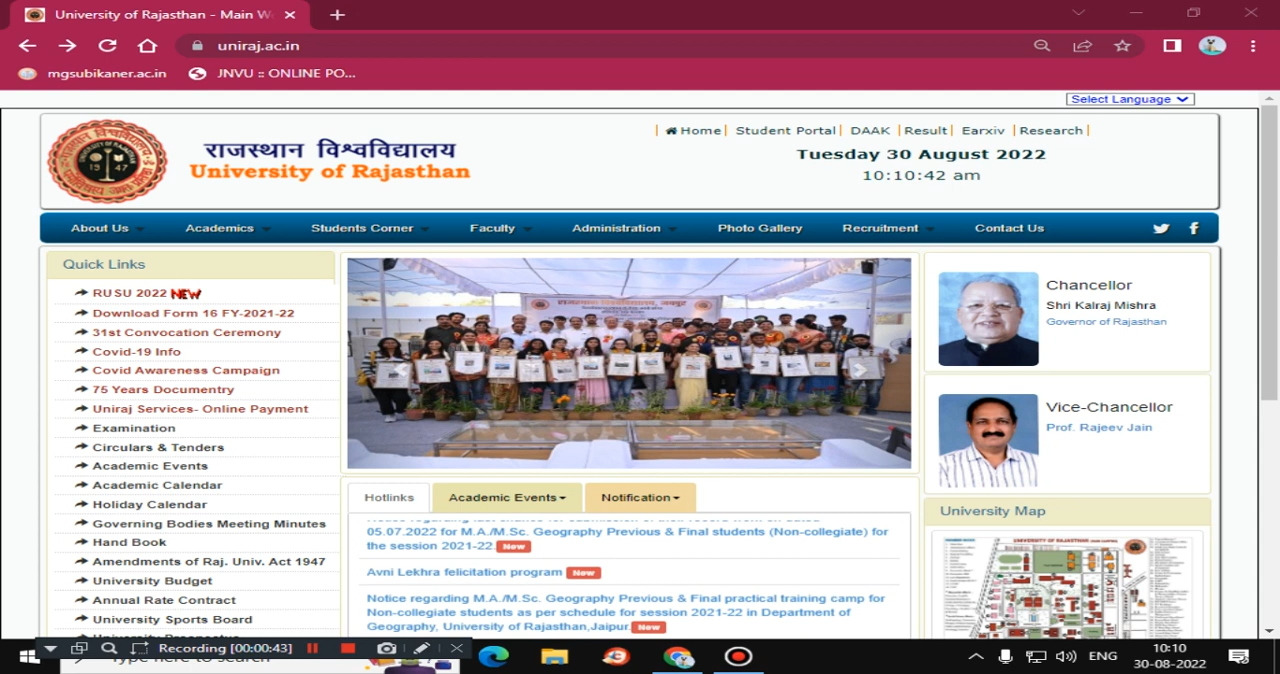 University of Rajasthan - Main W
uniraj.ac.in
mgsubikaner.ac.in
JNVU :: ONLINE PO...
Select Language
राजस्थान विश्वविद्यालय
University of Rajasthan
1947
Home | Student Portal | DAAK | Result | Earxiv | Research |
Tuesday 30 August 2022
10:10:42 am
About Us Academics Students Corner Faculty Administration Photo Gallery Recruitment Contact Us
Quick Links
RUSU 2022 NEW
Download Form 16 FY-2021-22
31st Convocation Ceremony
Covid-19 Info
Covid Awareness Campaign
75 Years Documentry
Uniraj Services- Online Payment
Examination
Circulars & Tenders
Academic Events
Academic Calendar
Holiday Calendar
Governing Bodies Meeting Minutes
Hand Book
Amendments of Raj. Univ. Act 1947
University Budget
Annual Rate Contract
University Sports Board
राजस्थान विश्वविद्यालय, जयपुर
Hotlinks Academic Events Notification
05.07.2022 for M.A./M.Sc. Geography Previous & Final students (Non-collegiate) for
the session 2021-22. New
Avni Lekhra felicitation program New
Notice regarding M.A./M.Sc. Geography Previous & Final practical training camp for
Non-collegiate students as per schedule for session 2021-22 in Department of
Geography, University of Rajasthan,Jaipur. New
Chancellor
Shri Kalraj Mishra
Governor of Rajasthan
Vice-Chancellor
Prof. Rajeev Jain
University Map
UNIVERSITY OF RAJASTHAN
Recording [00:00:43]
Type here to search
ENG
10:10
30-08-2022